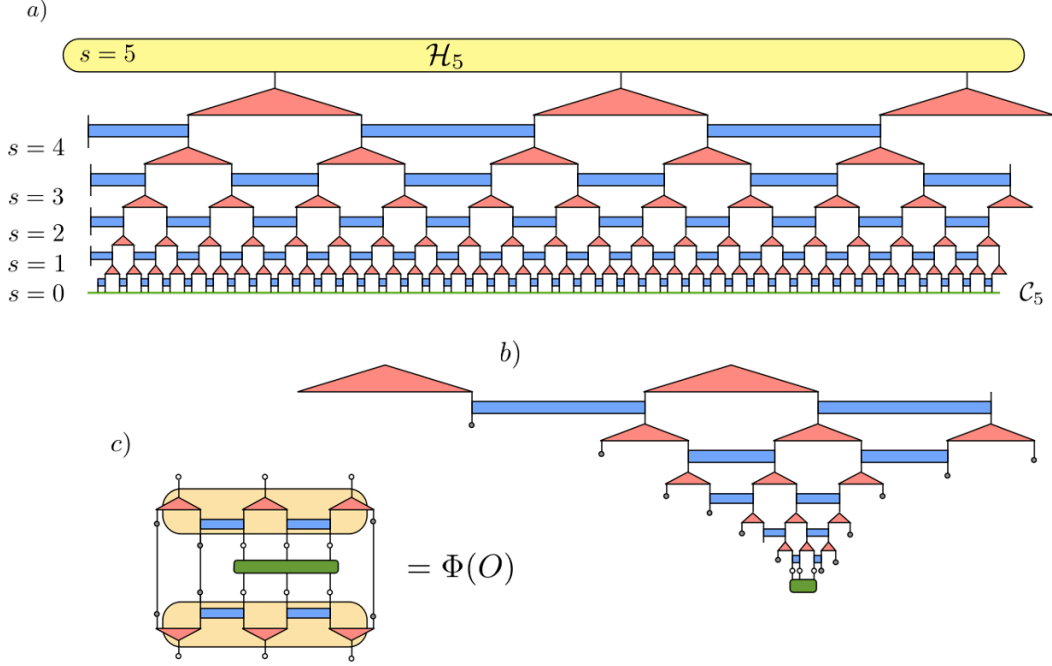 a)
s = 5
𝓗₅
s = 4
s = 3
s = 2
s = 1
s = 0
𝒞₅
b)
c)
= Φ(O)